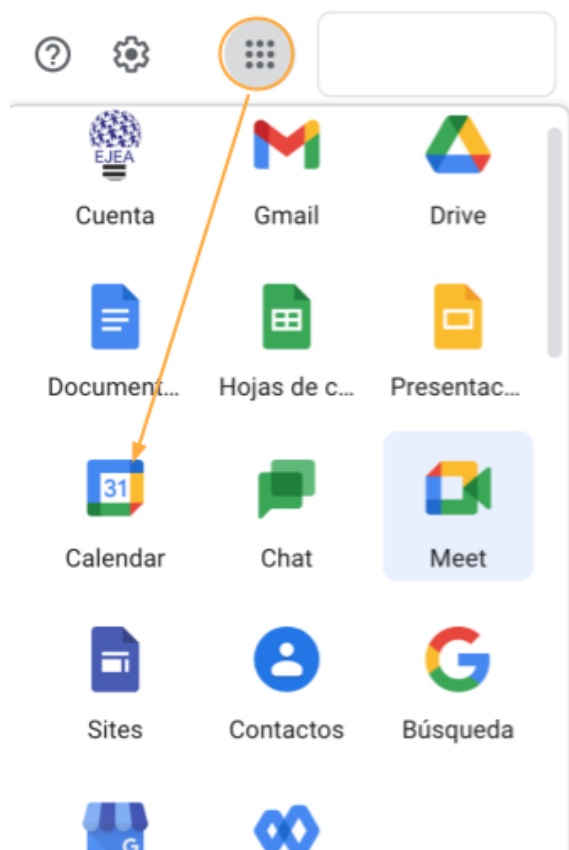 EJEA
Cuenta
Gmail
Drive
Document...
Hojas de c...
Presentac...
31
Calendar
Chat
Meet
Sites
Contactos
Búsqueda
G